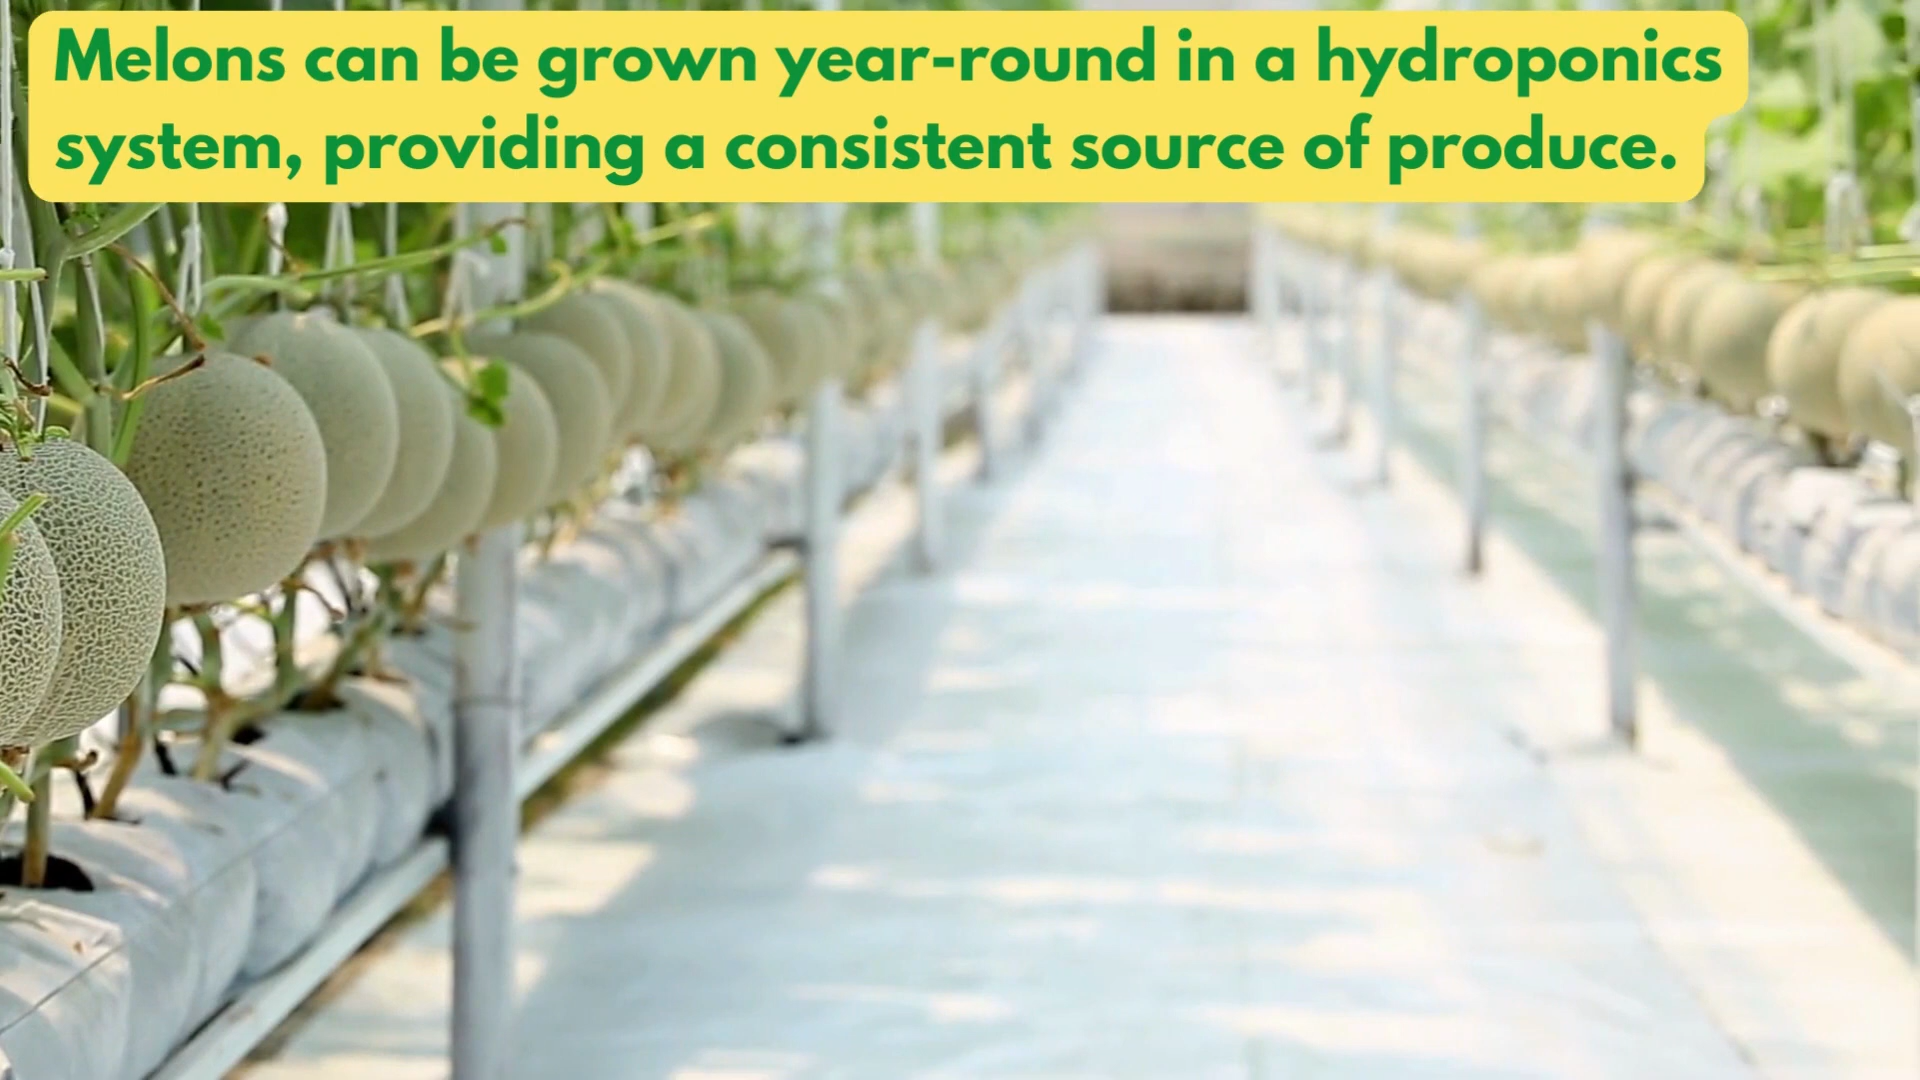 Melons can be grown year-round in a hydroponics
system, providing a consistent source of produce.